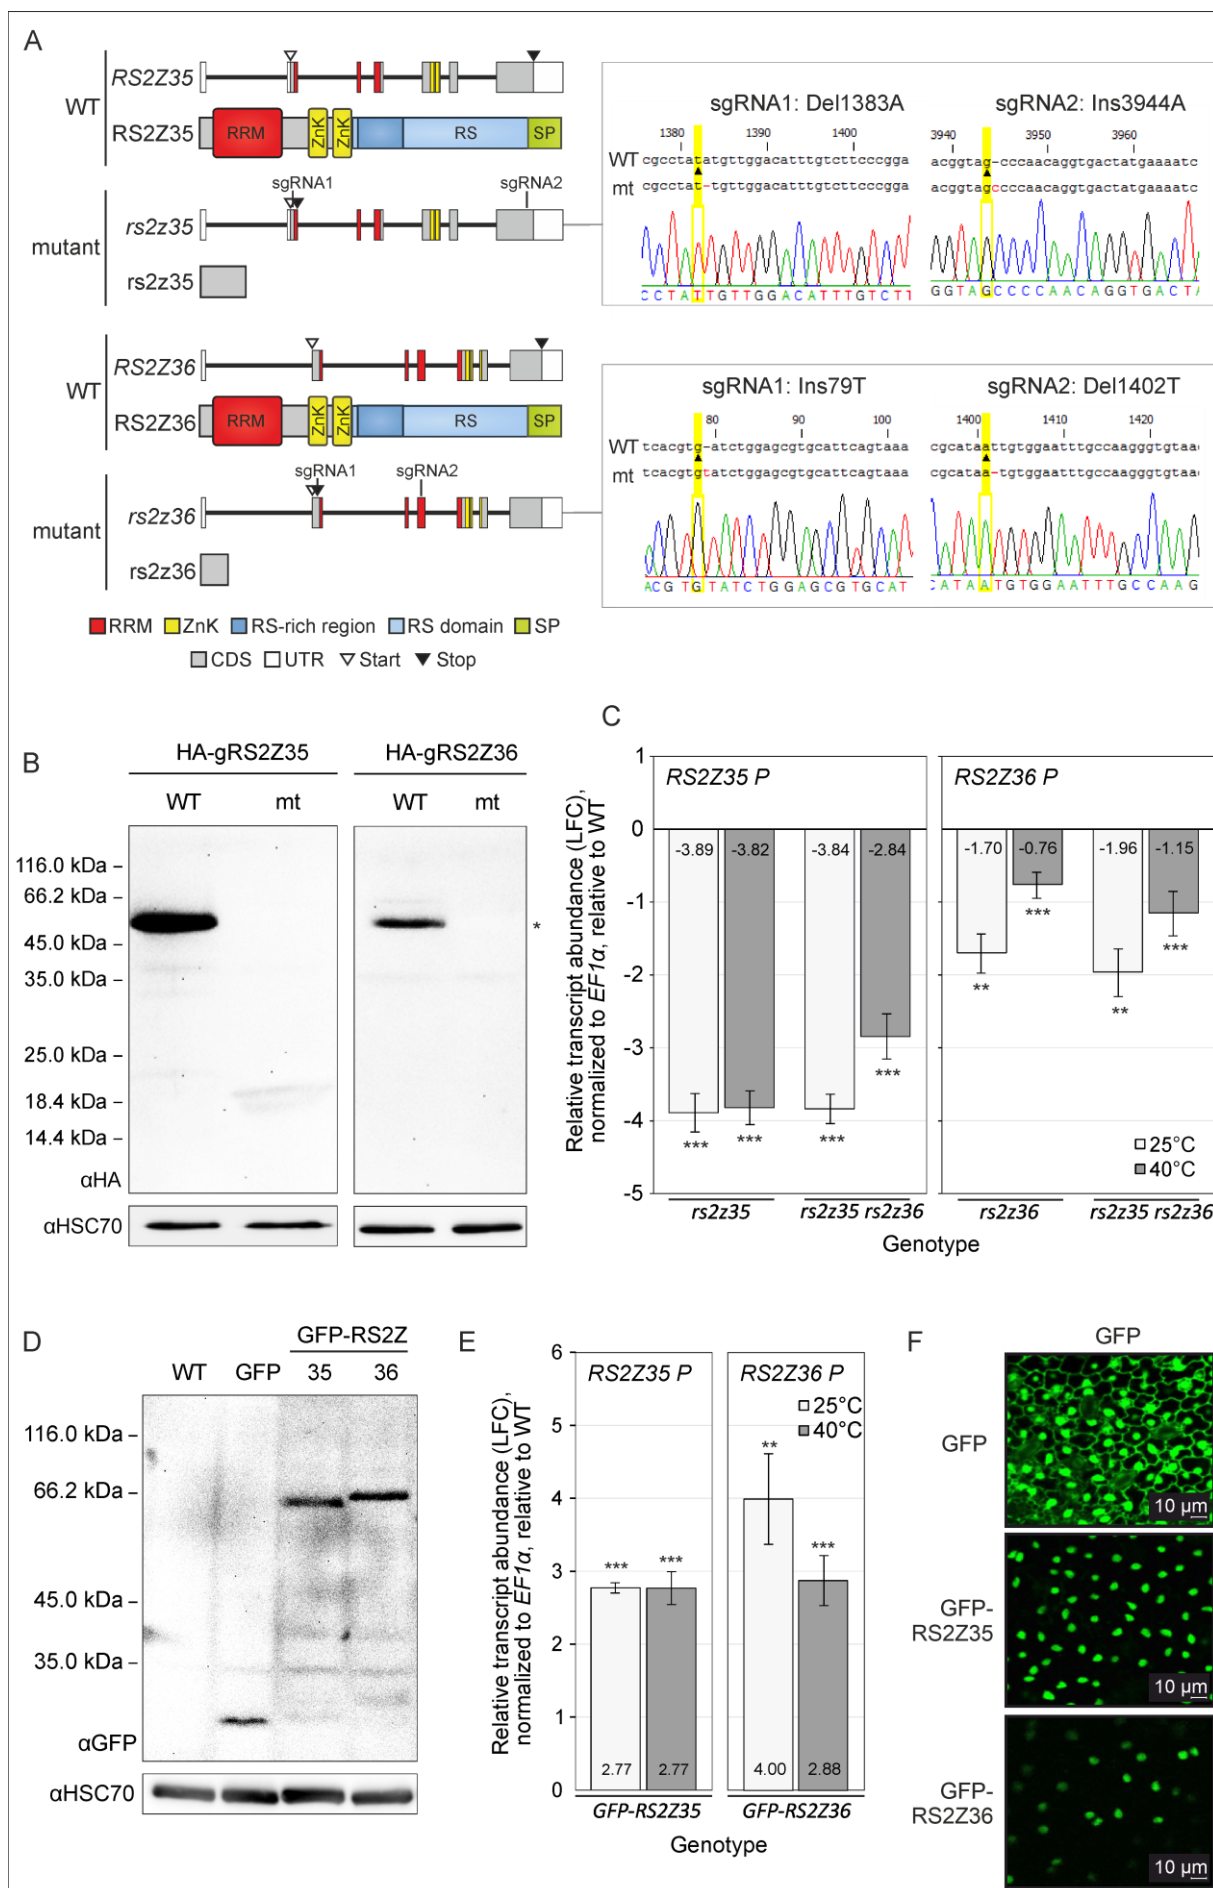 A
WT
RS2Z35
RS2Z35
RRM
ZnK
ZnK
RS
SP
sgRNA1
sgRNA2
mutant
rs2z35
rs2z35
sgRNA1: Del1383A
sgRNA2: Ins3944A
1380 1390 1400
3940 3950 3960
WT cgcctatatgttggacatttgtcttcccgga
acggtag-cccaacaggtgactatgaaaatc
mt cgcctat-tgttggacatttgtcttcccgga
acggtagccccaacaggtgactatgaaaatc
CCTATTGTTGGACATTTGTCTT
GGTAGCCCCAACAGGTGACTA
WT
RS2Z36
RS2Z36
RRM
ZnK
ZnK
RS
SP
sgRNA1
sgRNA2
mutant
rs2z36
rs2z36
sgRNA1: Ins79T
sgRNA2: Del1402T
80 90 100
1400 1410 1420
WT tcacgtg-atctggagcgtgcattcagtaaa
cgcataattgtggaatttgccaagggtgtaac
mt tcacgtgtatctggagcgtgcattcagtaaa
cgcataa-tgtggaatttgccaagggtgtaac
ACGTGTATCTGGAGCGTGCAT
CATAATGTGGAATTTGCCAAG
RRM ZnK RS-rich region RS domain SP
CDS UTR Start Stop
B
HA-gRS2Z35 HA-gRS2Z36
WT mt WT mt
116.0 kDa
66.2 kDa
*
45.0 kDa
35.0 kDa
25.0 kDa
18.4 kDa
14.4 kDa
αHA
αHSC70
C
Relative transcript abundance (LFC),
normalized to EF1α, relative to WT
1
0
-1
-2
-3
-4
-5
RS2Z35 P
RS2Z36 P
-3.89 -3.82 -3.84 -2.84
-1.70 -0.76 -1.96 -1.15
*** *** *** ***
** *** ** ***
25°C
40°C
rs2z35 rs2z35 rs2z36
rs2z36 rs2z35 rs2z36
Genotype
D
GFP-RS2Z
WT GFP 35 36
116.0 kDa
66.2 kDa
45.0 kDa
35.0 kDa
αGFP
αHSC70
E
Relative transcript abundance (LFC),
normalized to EF1α, relative to WT
6
5
4
3
2
1
0
RS2Z35 P
RS2Z36 P
25°C
40°C
*** *** ** ***
2.77 2.77 4.00 2.88
GFP-RS2Z35 GFP-RS2Z36
Genotype
F
GFP
GFP
10 µm
GFP-
RS2Z35
10 µm
GFP-
RS2Z36
10 µm